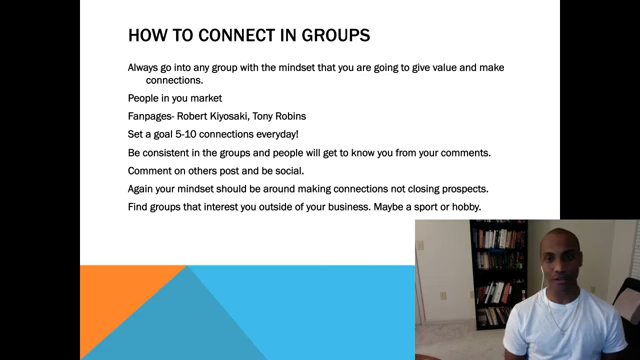 HOW TO CONNECT IN GROUPS
Always go into any group with the mindset that you are going to give value and make
connections.
People in you market
Fanpages- Robert Kiyosaki, Tony Robins
Set a goal 5-10 connections everyday!
Be consistent in the groups and people will get to know you from your comments.
Comment on others post and be social.
Again your mindset should be around making connections not closing prospects.
Find groups that interest you outside of your business. Maybe a sport or hobby.